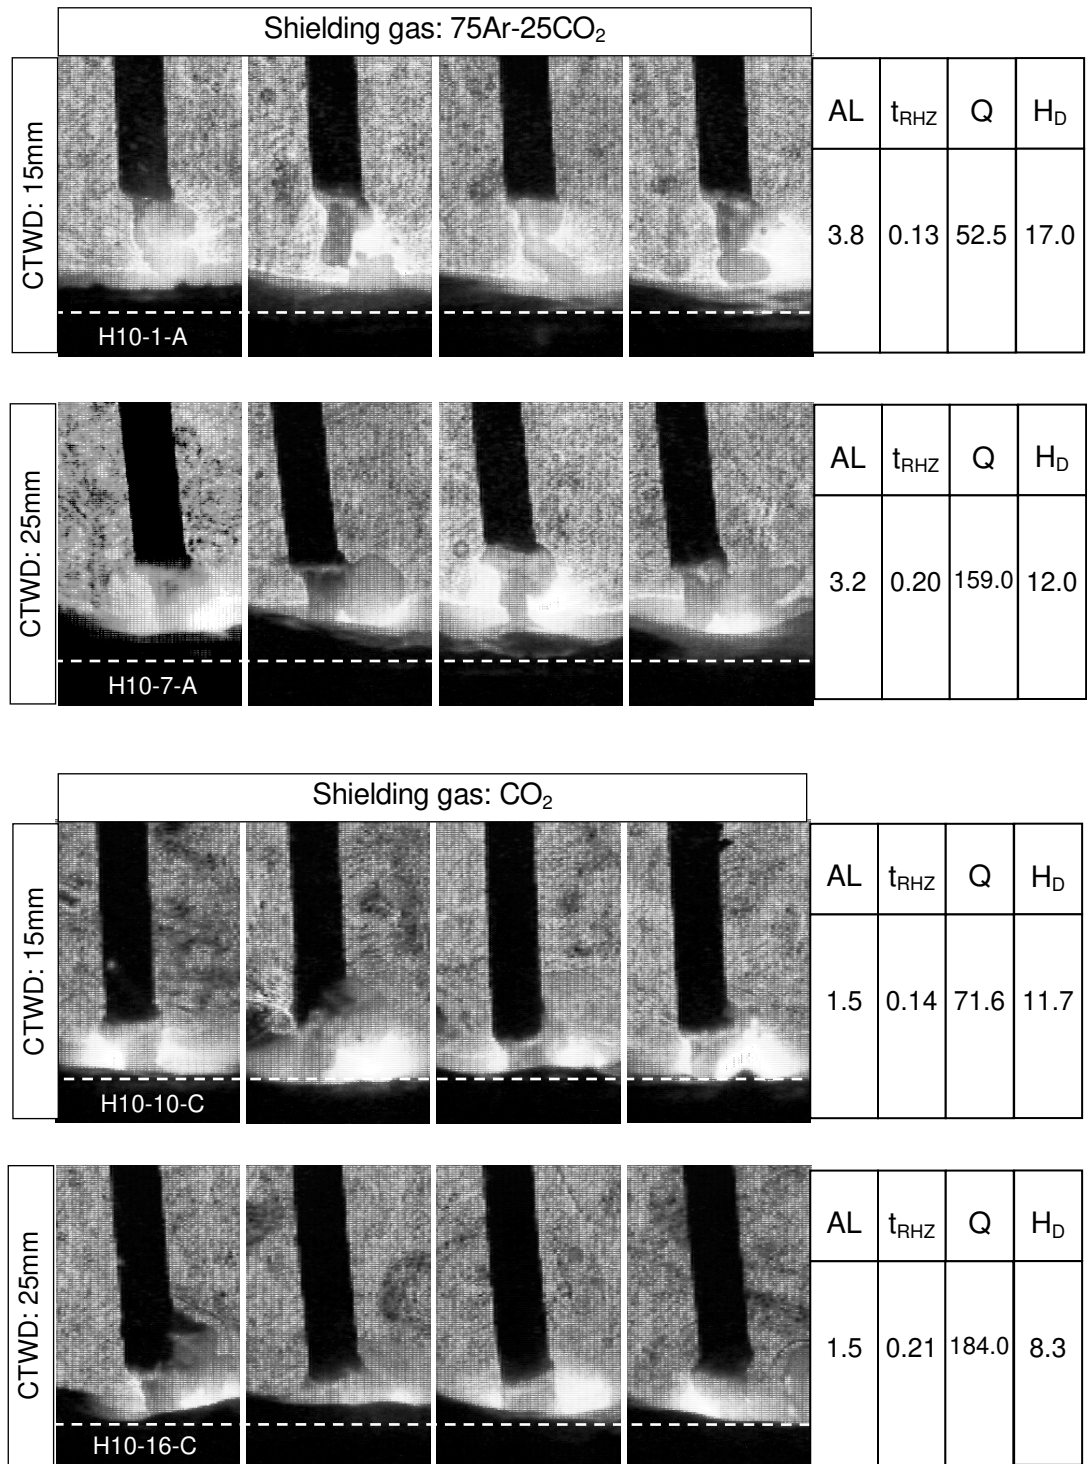 Shielding gas: 75Ar-25CO₂
CTWD: 15mm
H10-1-A
AL t_RHZ Q H_D
3.8 0.13 52.5 17.0
CTWD: 25mm
H10-7-A
AL t_RHZ Q H_D
3.2 0.20 159.0 12.0
Shielding gas: CO₂
CTWD: 15mm
H10-10-C
AL t_RHZ Q H_D
1.5 0.14 71.6 11.7
CTWD: 25mm
H10-16-C
AL t_RHZ Q H_D
1.5 0.21 184.0 8.3